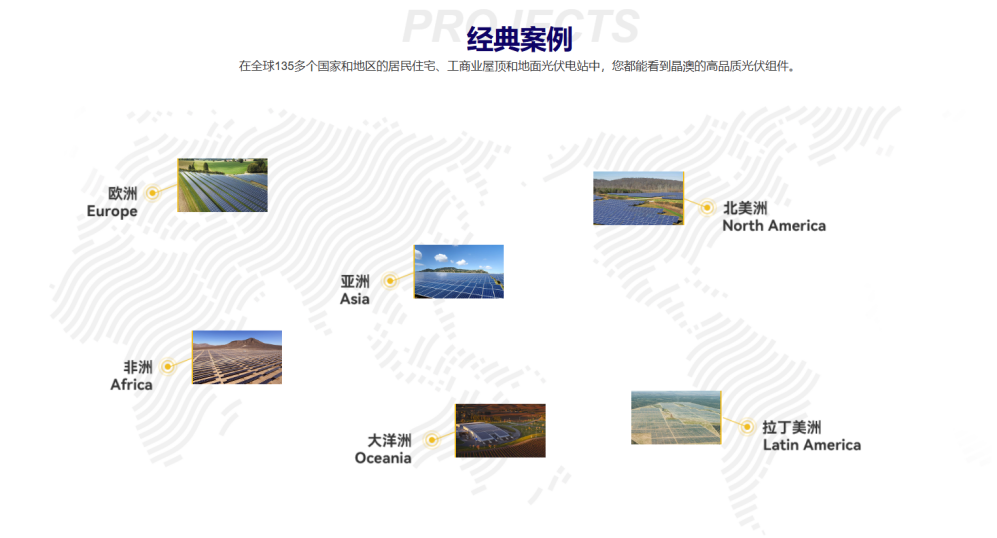 PROJECTS
经典案例
在全球135多个国家和地区的居民住宅、工商业屋顶和地面光伏电站中，您都能看到晶澳的高品质光伏组件。
欧洲
Europe
北美洲
North America
亚洲
Asia
非洲
Africa
大洋洲
Oceania
拉丁美洲
Latin America